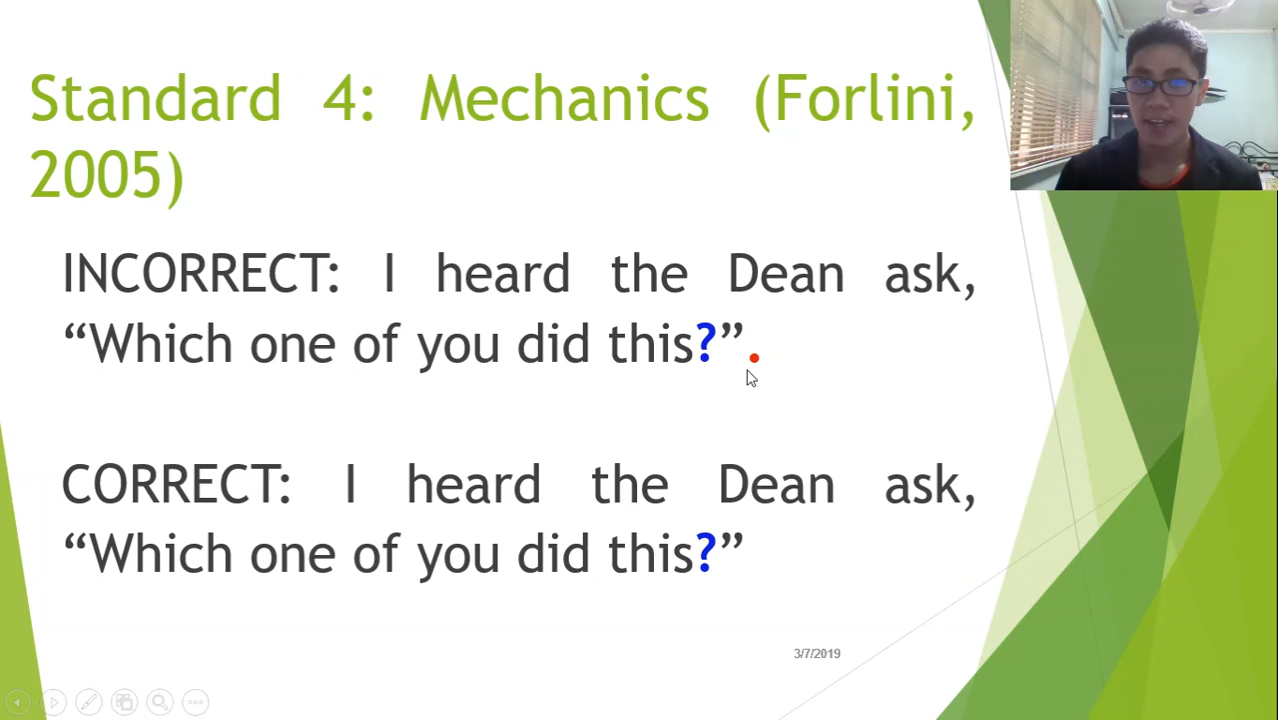 Standard 4: Mechanics (Forlini,
2005)
INCORRECT: I heard the Dean ask,
“Which one of you did this?”.
CORRECT: I heard the Dean ask,
“Which one of you did this?”
3/7/2019